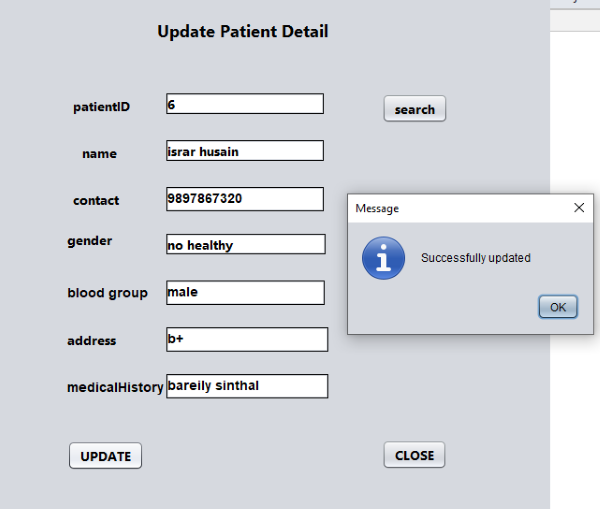 Update Patient Detail
patientID 6 search
name israr husain
contact 9897867320
Message
gender no healthy
Successfully updated
blood group male
OK
address b+
medicalHistory bareily sinthal
UPDATE CLOSE